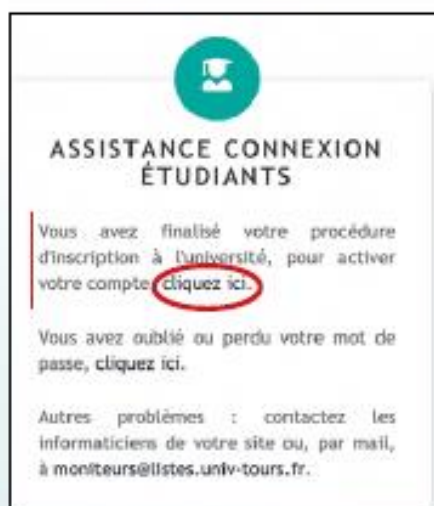 ASSISTANCE CONNEXION
ÉTUDIANTS
Vous avez finalisé votre procédure
d'inscription à l'université, pour activer
votre compte, cliquez ici.
Vous avez oublié ou perdu votre mot de
passe, cliquez ici.
Autres problèmes : contactez les
informaticiens de votre site ou, par mail,
à moniteurs@listes.univ-tours.fr.